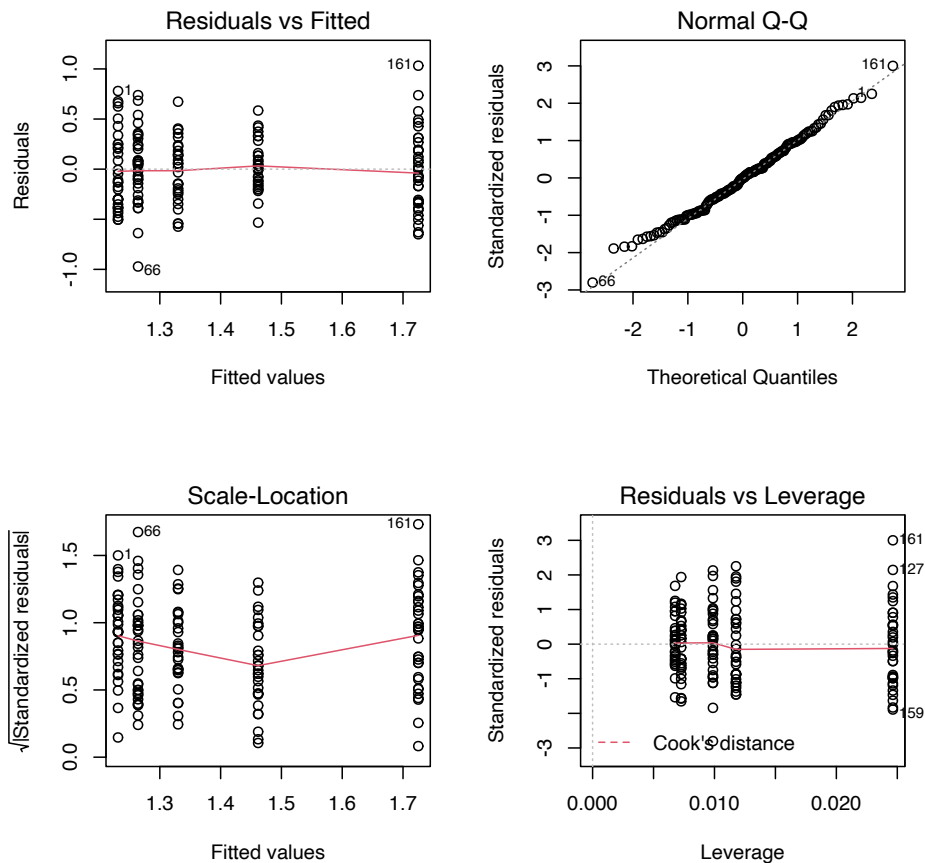 Residuals vs Fitted
Residuals
1.0
0.5
0.0
-1.0
161
1
66
1.3 1.4 1.5 1.6 1.7
Fitted values
Normal Q-Q
Standardized residuals
3
2
1
0
-1
-2
-3
161
1
66
-2 -1 0 1 2
Theoretical Quantiles
Scale-Location
√|Standardized residuals|
1.5
1.0
0.5
0.0
161
66
1
1.3 1.4 1.5 1.6 1.7
Fitted values
Residuals vs Leverage
Standardized residuals
3
2
1
0
-1
-3
161
127
159
Cook's distance
0.000 0.010 0.020
Leverage